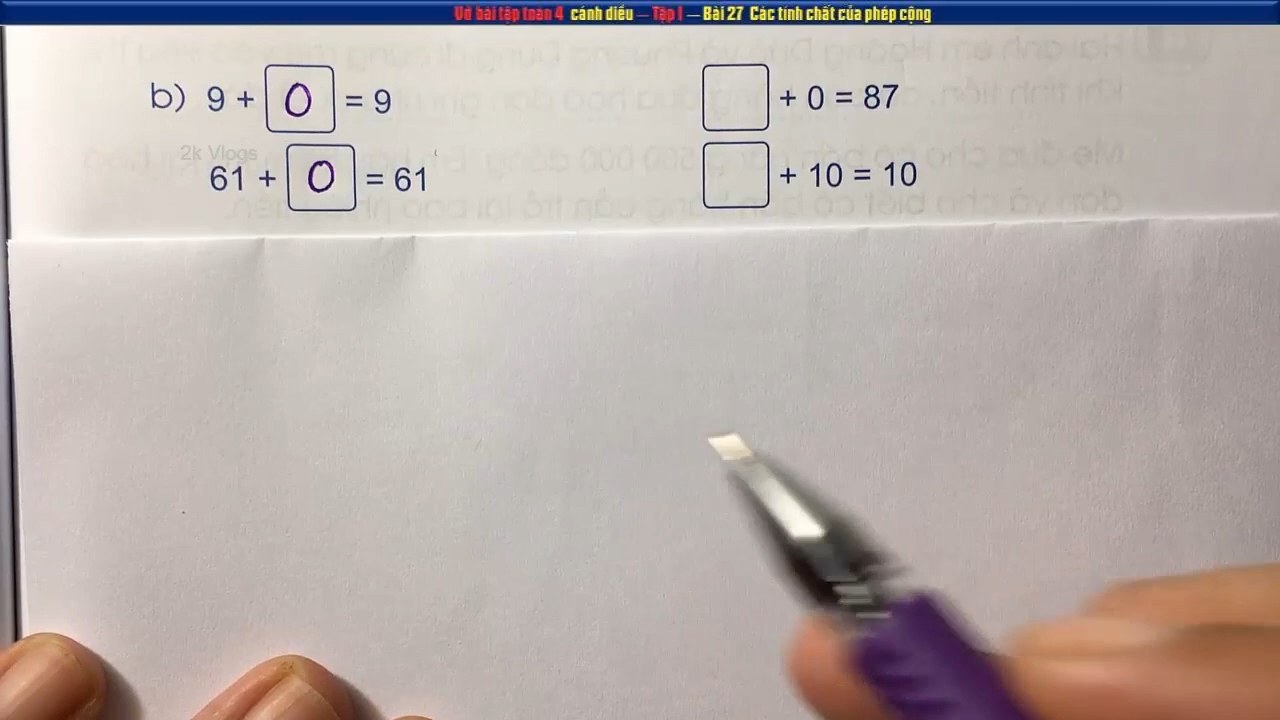 Vở bài tập toán 4 cánh diều – Tập 1 – Bài 27 Các tính chất của phép cộng
b) 9 + 0 = 9
+ 0 = 87
2k Vlogs
61 + 0 = 61
+ 10 = 10